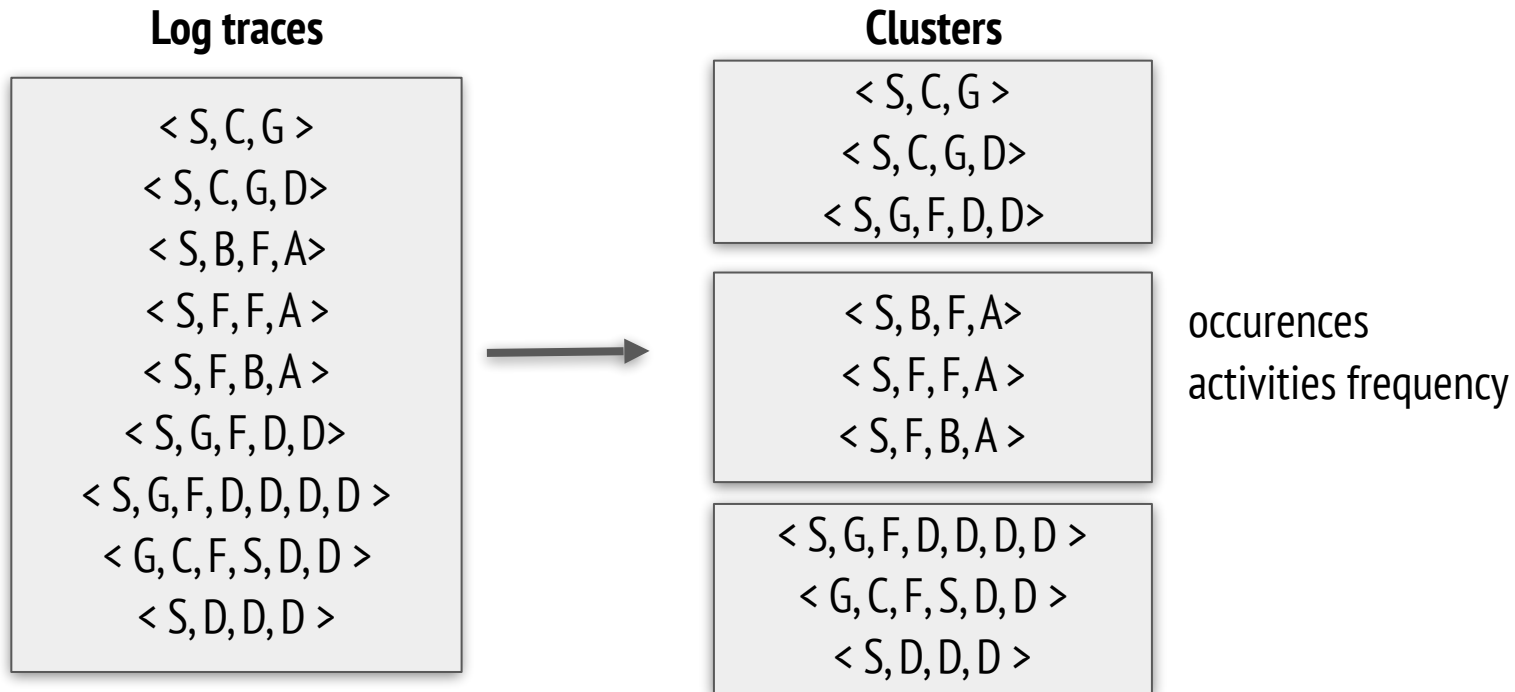 Log traces
< S, C, G >
< S, C, G, D>
< S, B, F, A>
< S, F, F, A >
< S, F, B, A >
< S, G, F, D, D>
< S, G, F, D, D, D, D >
< G, C, F, S, D, D >
< S, D, D, D >
Clusters
< S, C, G >
< S, C, G, D>
< S, G, F, D, D>
< S, B, F, A>
< S, F, F, A >
< S, F, B, A >
< S, G, F, D, D, D, D >
< G, C, F, S, D, D >
< S, D, D, D >
occurences
activities frequency